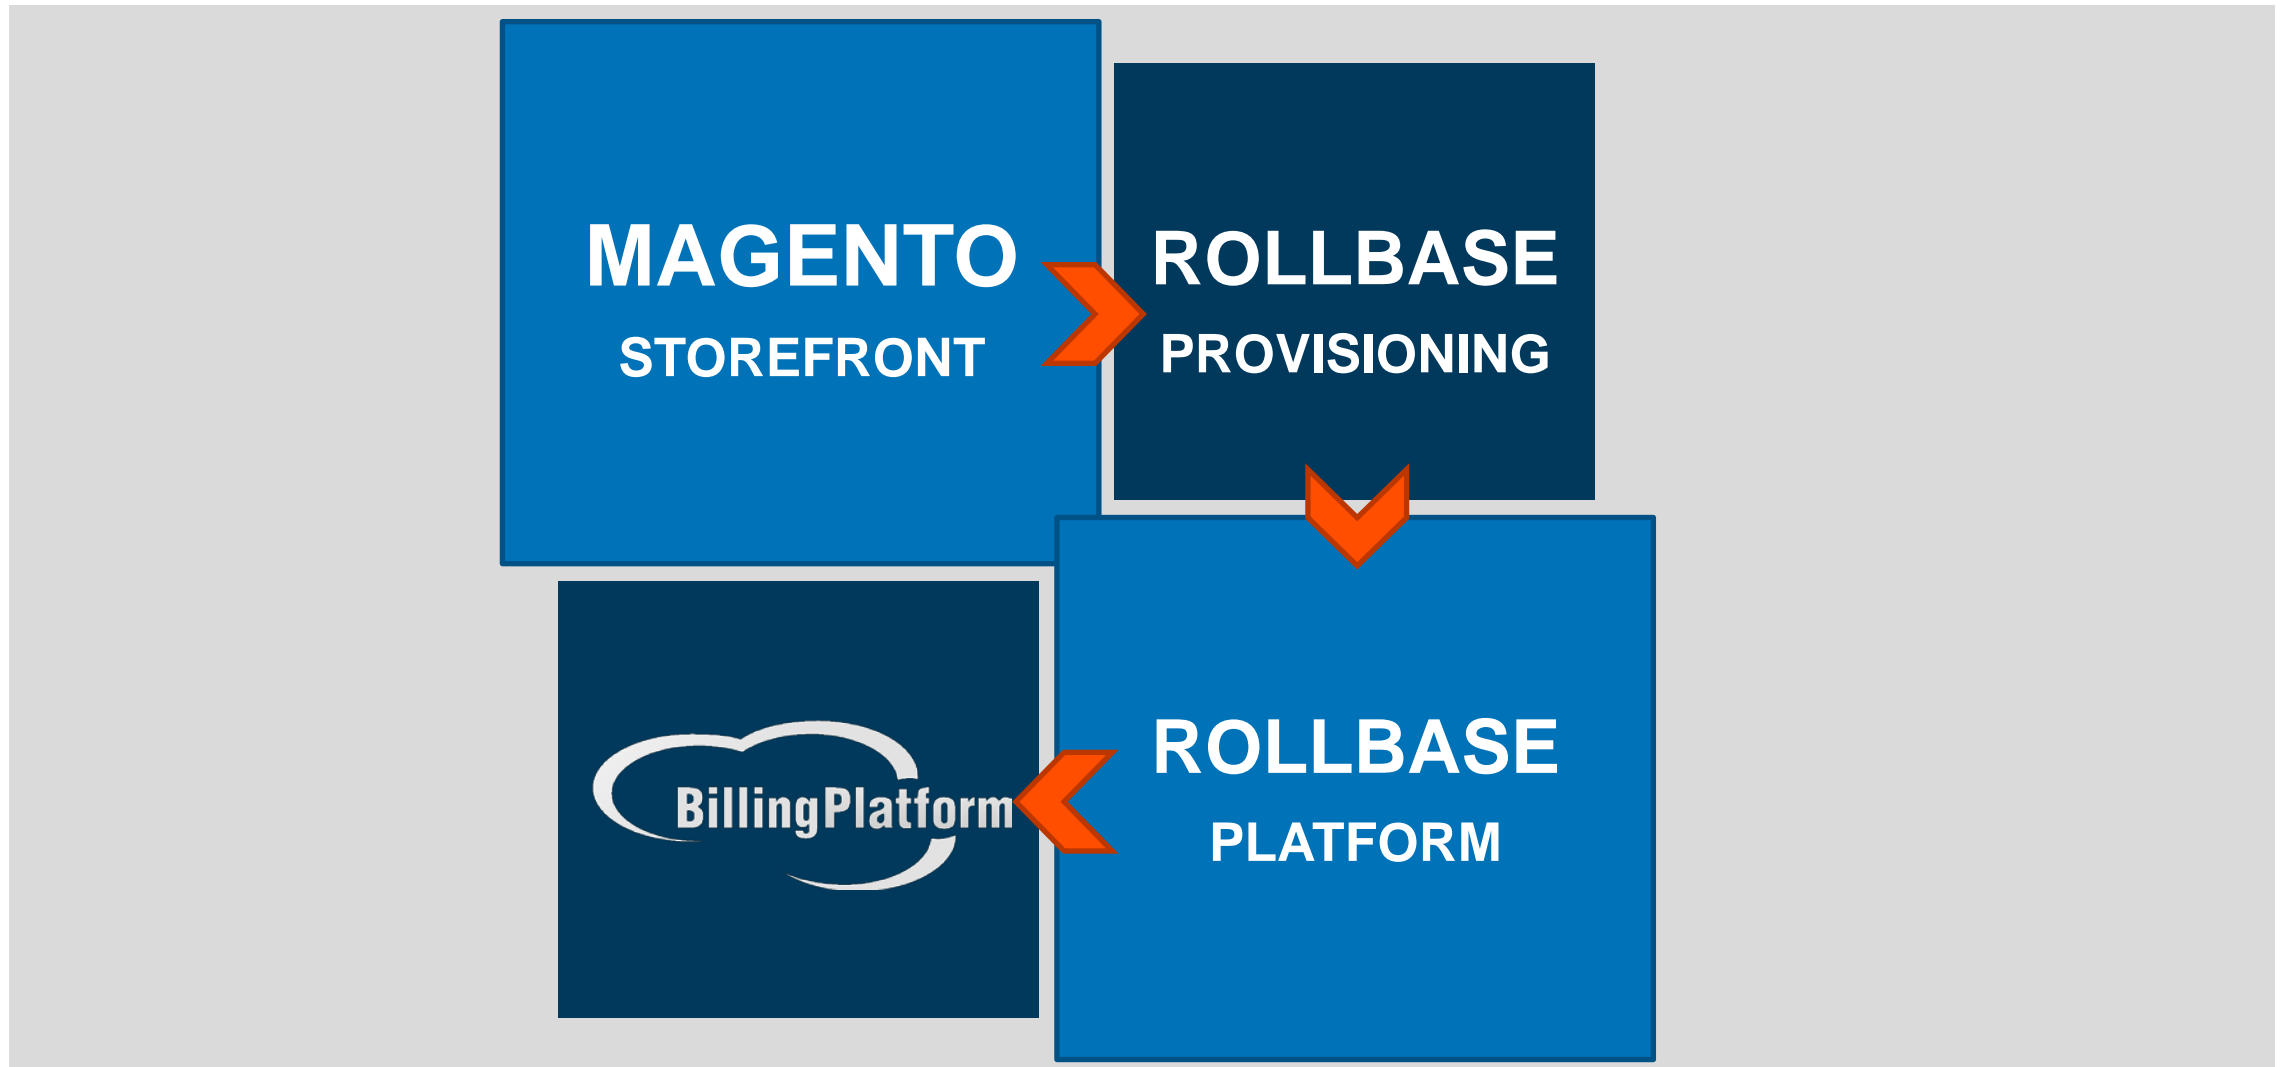 MAGENTO
STOREFRONT
ROLLBASE
PROVISIONING
BillingPlatform
ROLLBASE
PLATFORM